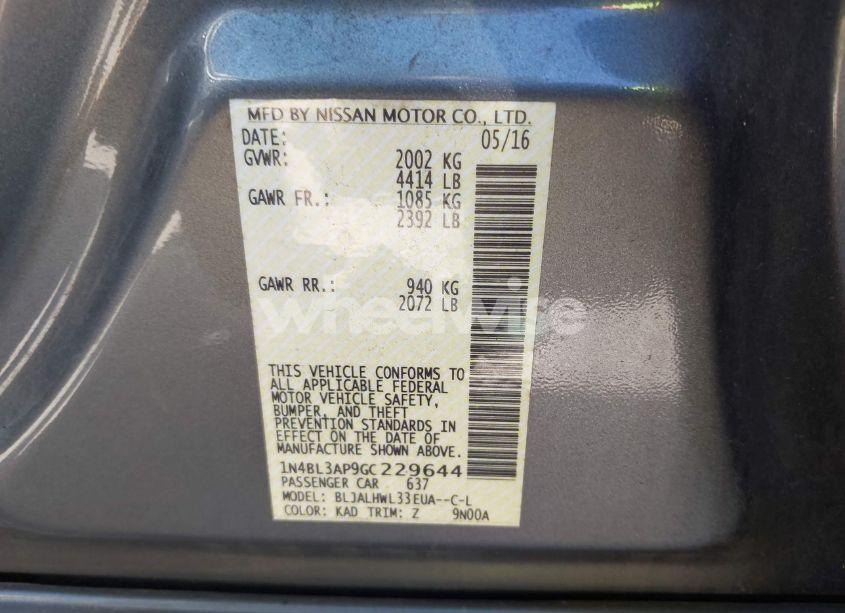 MFD BY NISSAN MOTOR CO., LTD.
DATE: 05/16
GVWR: 2002 KG
4414 LB
GAWR FR.: 1085 KG
2392 LB
GAWR RR.: 940 KG
2072 LB
wheelwise
THIS VEHICLE CONFORMS TO
ALL APPLICABLE FEDERAL
MOTOR VEHICLE SAFETY,
BUMPER, AND THEFT
PREVENTION STANDARDS IN
EFFECT ON THE DATE OF
MANUFACTURE SHOWN ABOVE.
1N4BL3AP9GC229644
PASSENGER CAR 637
MODEL: BLJALHWL33EUA--C-L
COLOR: KAD TRIM: Z 9N00A